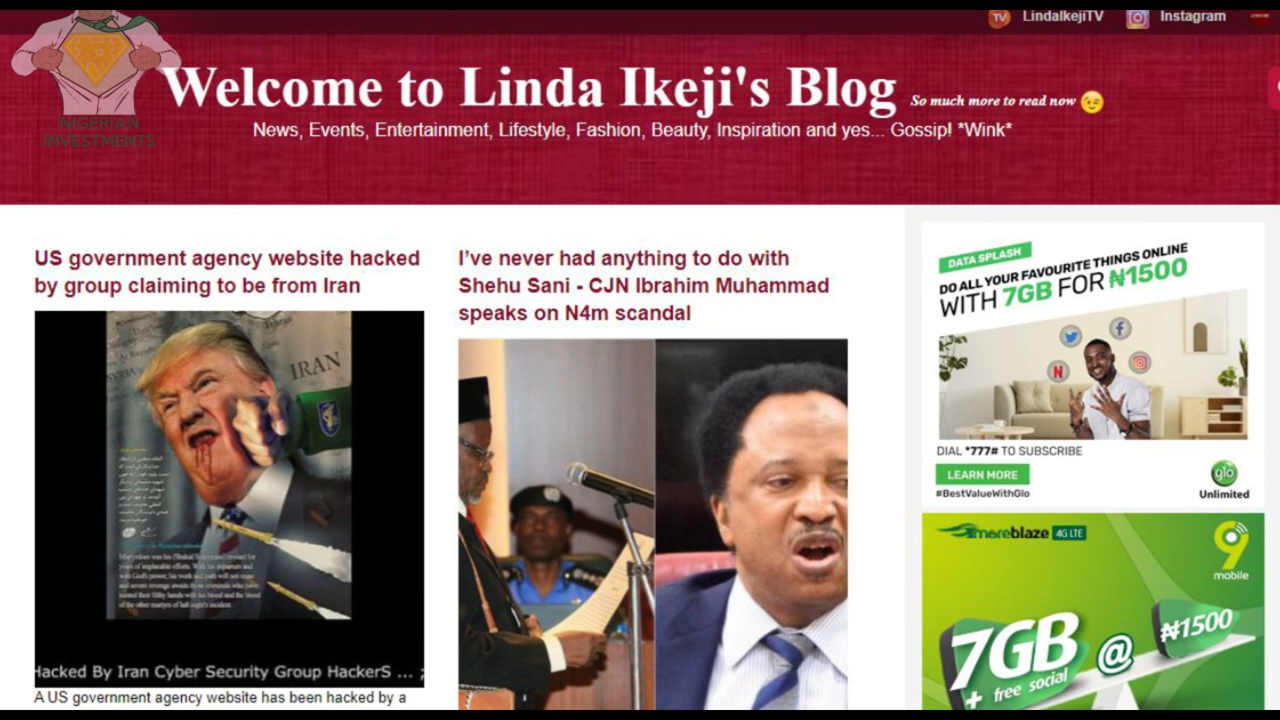 LindaIkejiTV Instagram
NIGERIAN
INVESTMENTS
Welcome to Linda Ikeji's Blog So much more to read now
News, Events, Entertainment, Lifestyle, Fashion, Beauty, Inspiration and yes... Gossip! *Wink*
US government agency website hacked
by group claiming to be from Iran
IRAN
Hacked By Iran Cyber Security Group HackerS ... ;
A US government agency website has been hacked by a
I’ve never had anything to do with
Shehu Sani - CJN Ibrahim Muhammad
speaks on N4m scandal
DATA SPLASH
DO ALL YOUR FAVOURITE THINGS ONLINE
WITH 7GB FOR ₦1500
DIAL *777# TO SUBSCRIBE
LEARN MORE
#BestValueWithGlo
glo
Unlimited
moreblaze 4G LTE
9
mobile
7GB @ ₦1500
+ free social